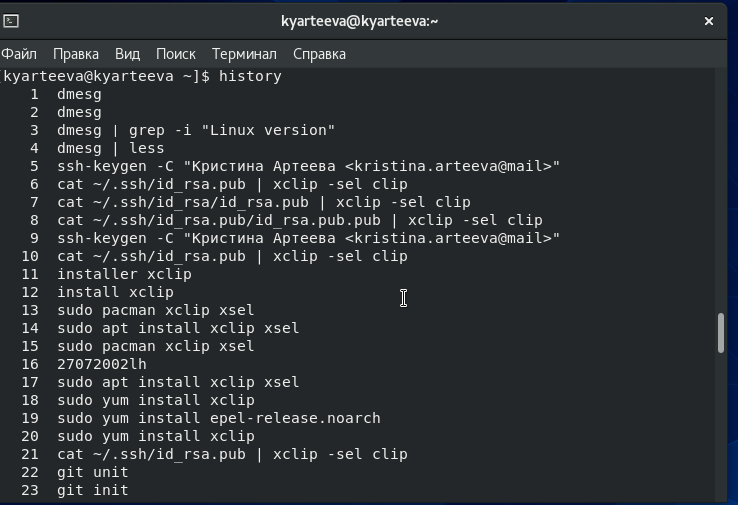 kyarteeva@kyarteeva:~
Файл Правка Вид Поиск Терминал Справка
[kyarteeva@kyarteeva ~]$ history
1 dmesg
2 dmesg
3 dmesg | grep -i "Linux version"
4 dmesg | less
5 ssh-keygen -C "Кристина Артеева <kristina.arteeva@mail>"
6 cat ~/.ssh/id_rsa.pub | xclip -sel clip
7 cat ~/.ssh/id_rsa/id_rsa.pub | xclip -sel clip
8 cat ~/.ssh/id_rsa.pub/id_rsa.pub.pub | xclip -sel clip
9 ssh-keygen -C "Кристина Артеева <kristina.arteeva@mail>"
10 cat ~/.ssh/id_rsa.pub | xclip -sel clip
11 installer xclip
12 install xclip
13 sudo pacman xclip xsel
14 sudo apt install xclip xsel
15 sudo pacman xclip xsel
16 27072002lh
17 sudo apt install xclip xsel
18 sudo yum install xclip
19 sudo yum install epel-release.noarch
20 sudo yum install xclip
21 cat ~/.ssh/id_rsa.pub | xclip -sel clip
22 git unit
23 git init